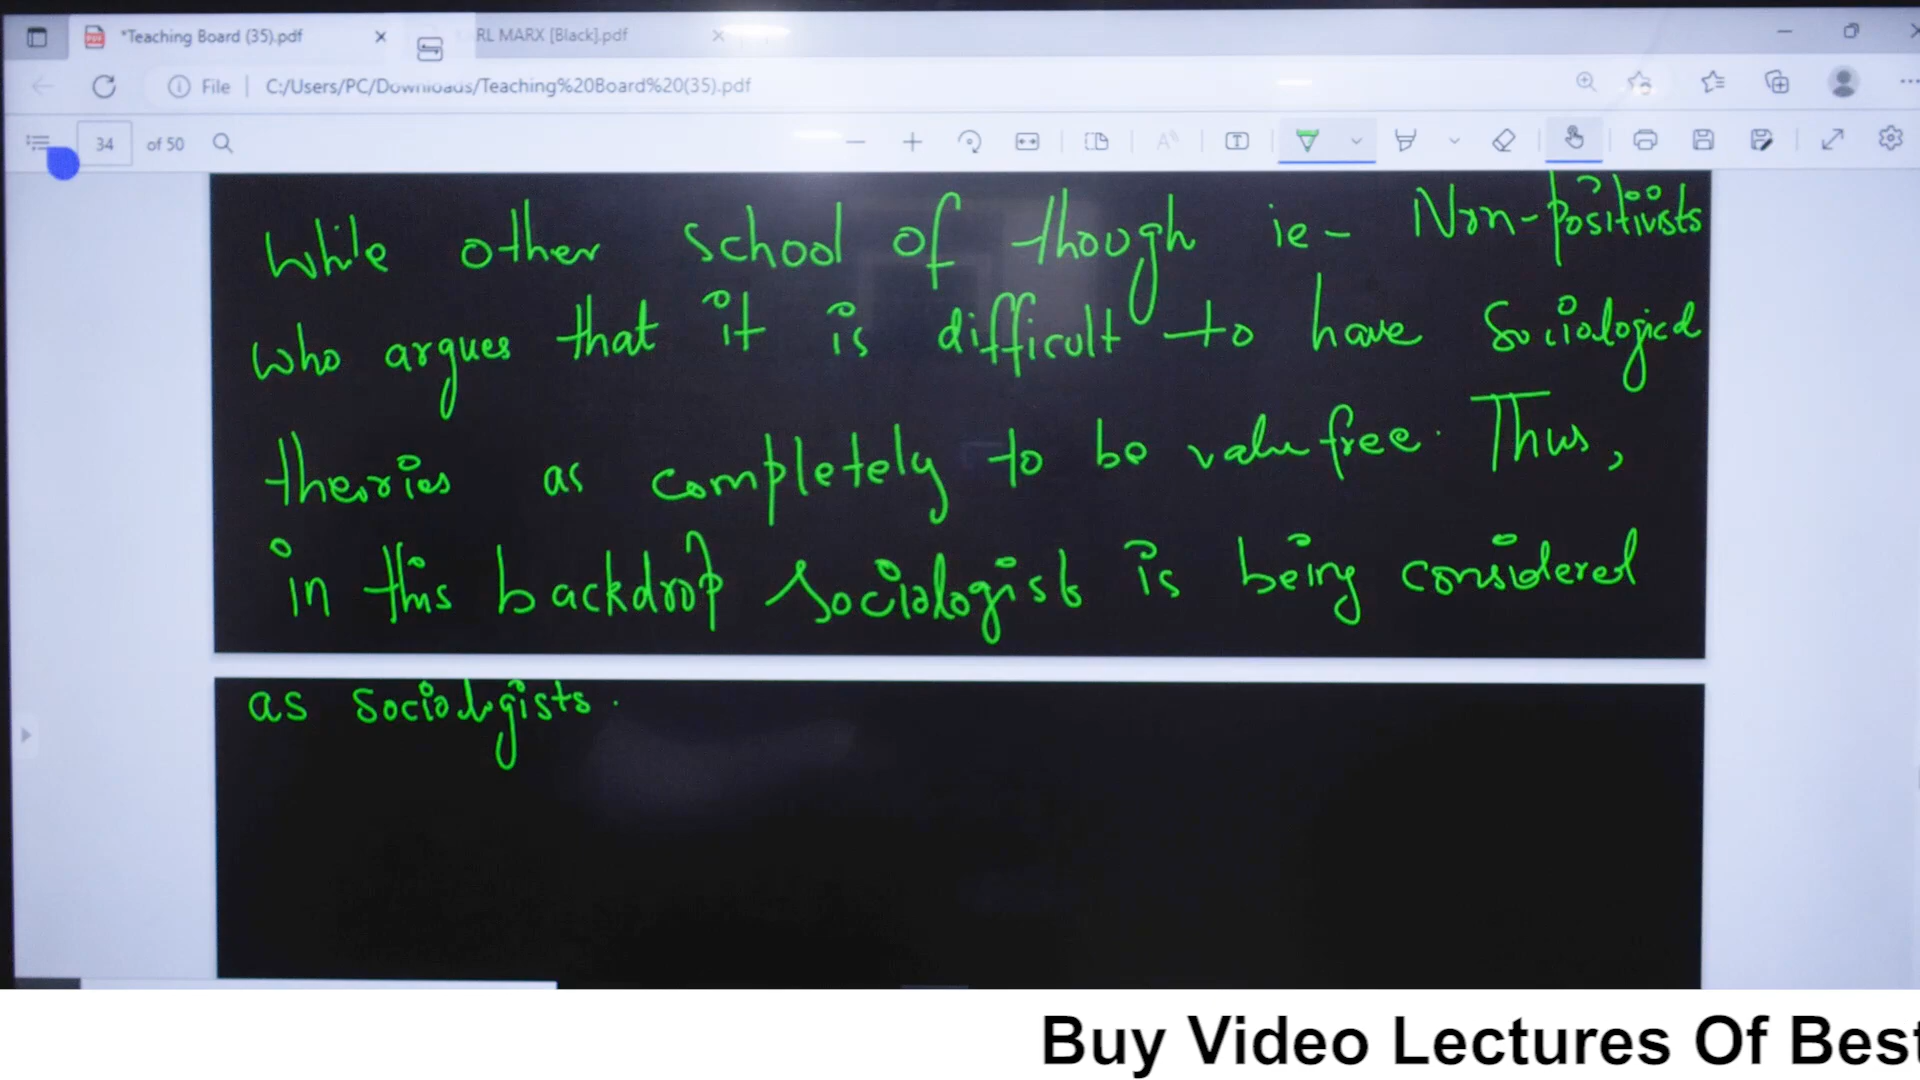 *Teaching Board (35).pdf
RL MARX [Black].pdf
File | C:/Users/PC/Downloads/Teaching%20Board%20(35).pdf
34 of 50
While other school of though ie- Non-Positivists
who argues that it is difficult to have Sociological
theories as completely to be value free. Thus,
in this backdrop sociologists is being considered
as sociologists.
Buy Video Lectures Of Best